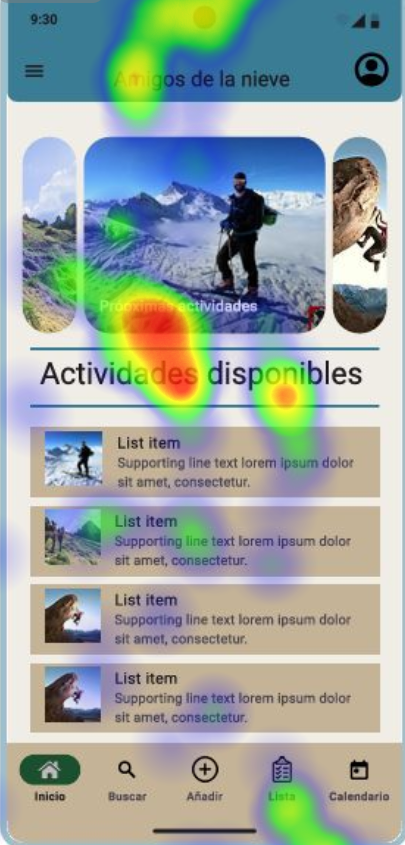 9:30
Amigos de la nieve
Próoximas actividades
Actividades disponibles
List item
Supporting line text lorem ipsum dolor
sit amet, consectetur.
List item
Supporting line text lorem ipsum dolor
sit amet, consectetur.
List item
Supporting line text lorem ipsum dolor
sit amet, consectetur.
List item
Supporting line text lorem ipsum dolor
sit amet, consectetur.
Inicio
Buscar
Añadir
Lista
Calendario